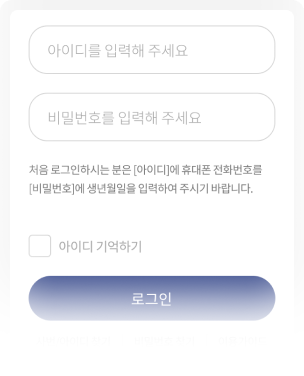 아이디를 입력해 주세요
비밀번호를 입력해 주세요
처음 로그인하시는 분은 [아이디]에 휴대폰 전화번호를
[비밀번호]에 생년월일을 입력하여 주시기 바랍니다.
아이디 기억하기
로그인